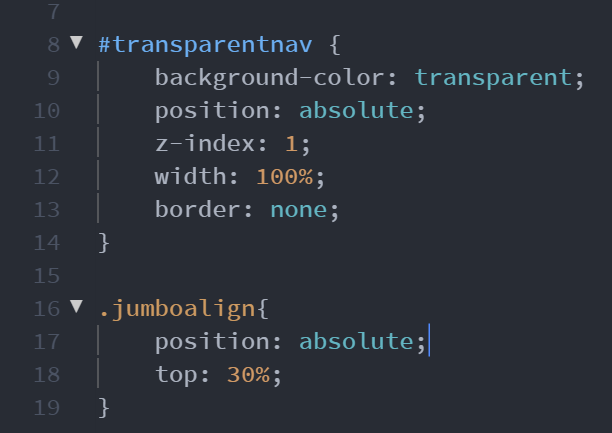 7
8 ▼ #transparentnav {
9     background-color: transparent;
10     position: absolute;
11     z-index: 1;
12     width: 100%;
13     border: none;
14 }
15
16 ▼ .jumboalign{
17     position: absolute;
18     top: 30%;
19 }